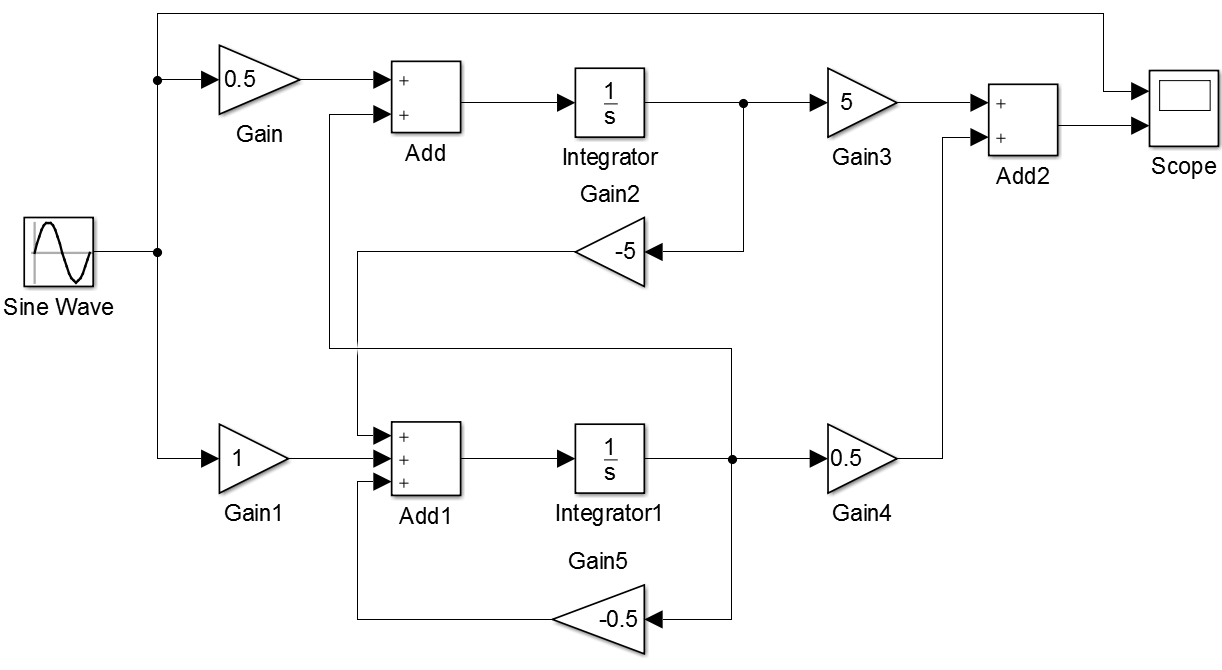 0.5
Gain
+
+
Add
1
s
Integrator
5
Gain3
+
+
Add2
Scope
Gain2
-5
Sine Wave
1
Gain1
+
+
+
Add1
1
s
Integrator1
0.5
Gain4
Gain5
-0.5